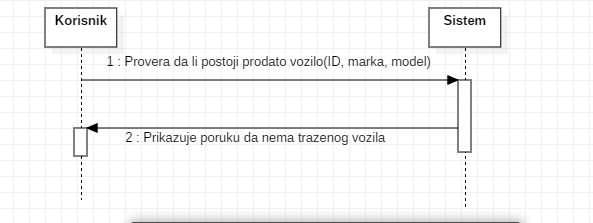 Korisnik
Sistem
1 : Provera da li postoji prodato vozilo(ID, marka, model)
2 : Prikazuje poruku da nema trazenog vozila